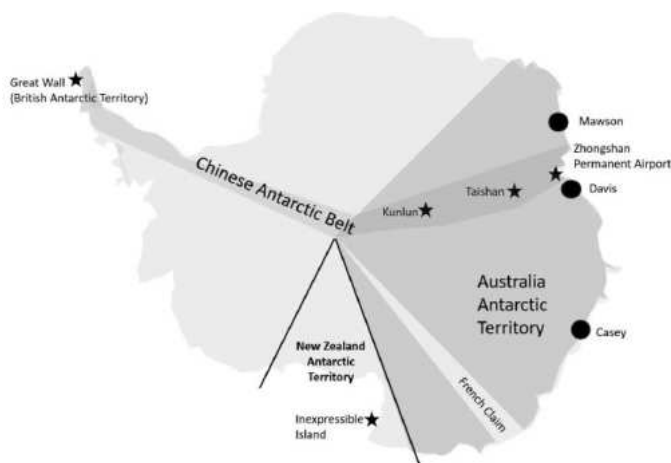 Great Wall
(British Antarctic Territory)
Mawson
Zhongshan
Permanent Airport
Chinese Antarctic Belt
Taishan
Davis
Kunlun
Australia
Antarctic
Territory
Casey
New Zealand
Antarctic
Territory
French Claim
Inexpressible
Island